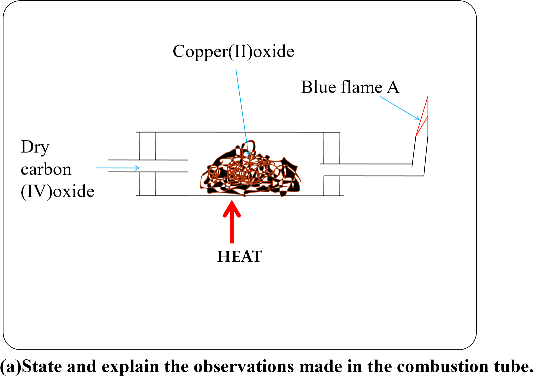 Copper(II)oxide
Blue flame A
Dry
carbon
(IV)oxide
HEAT
(a)State and explain the observations made in the combustion tube.